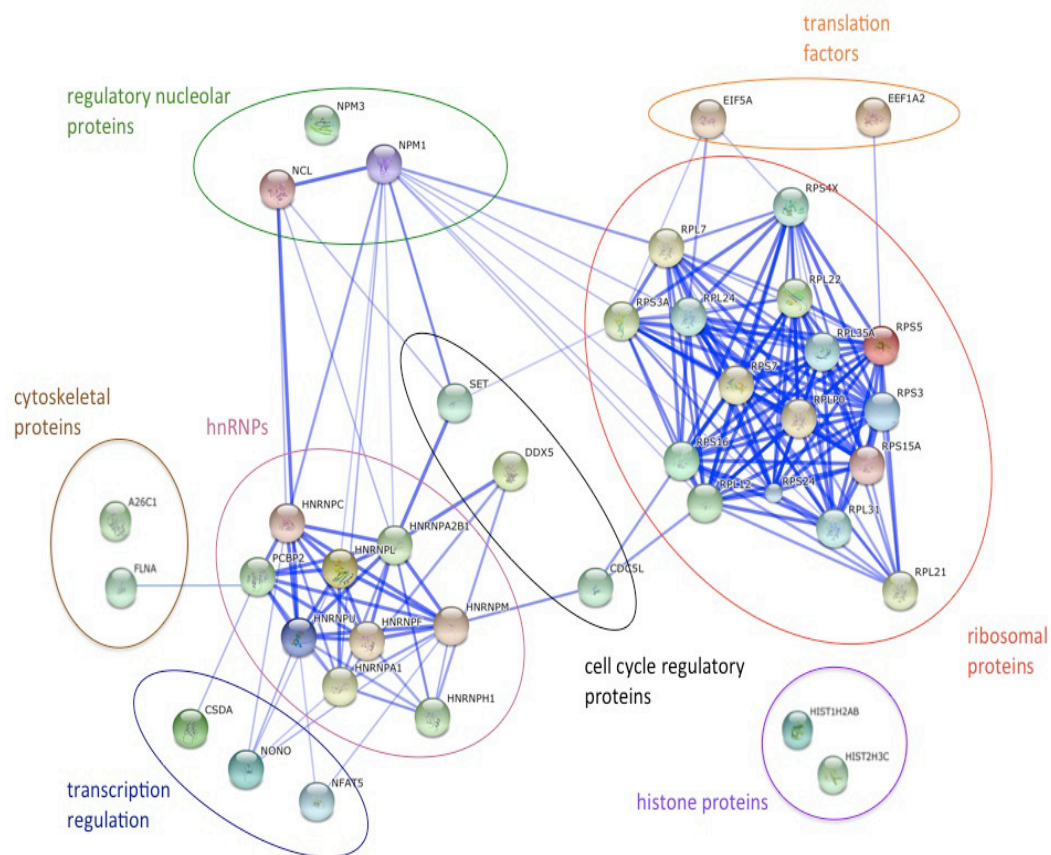 translation
factors
regulatory nucleolar
proteins
NPM3
EIF5A
EEF1A2
NPM1
NCL
RPS4X
RPL7
RPL22
RPS3A
RPL24
RPL35A
RPS5
RPS7
SET
RPS3
RPLP0
cytoskeletal
proteins
hnRNPs
DDX5
RPS16
RPS15A
RPL12
RPS24
A26C1
HNRNPC
HNRNPA2B1
RPL31
PCBP2
HNRNPL
FLNA
CDC5L
RPL21
HNRNPU
HNRNPF
HNRNPM
ribosomal
proteins
HNRNPA1
cell cycle regulatory
proteins
HNRNPH1
CSDA
HIST1H2AB
NONO
HIST2H3C
NFAT5
transcription
regulation
histone proteins